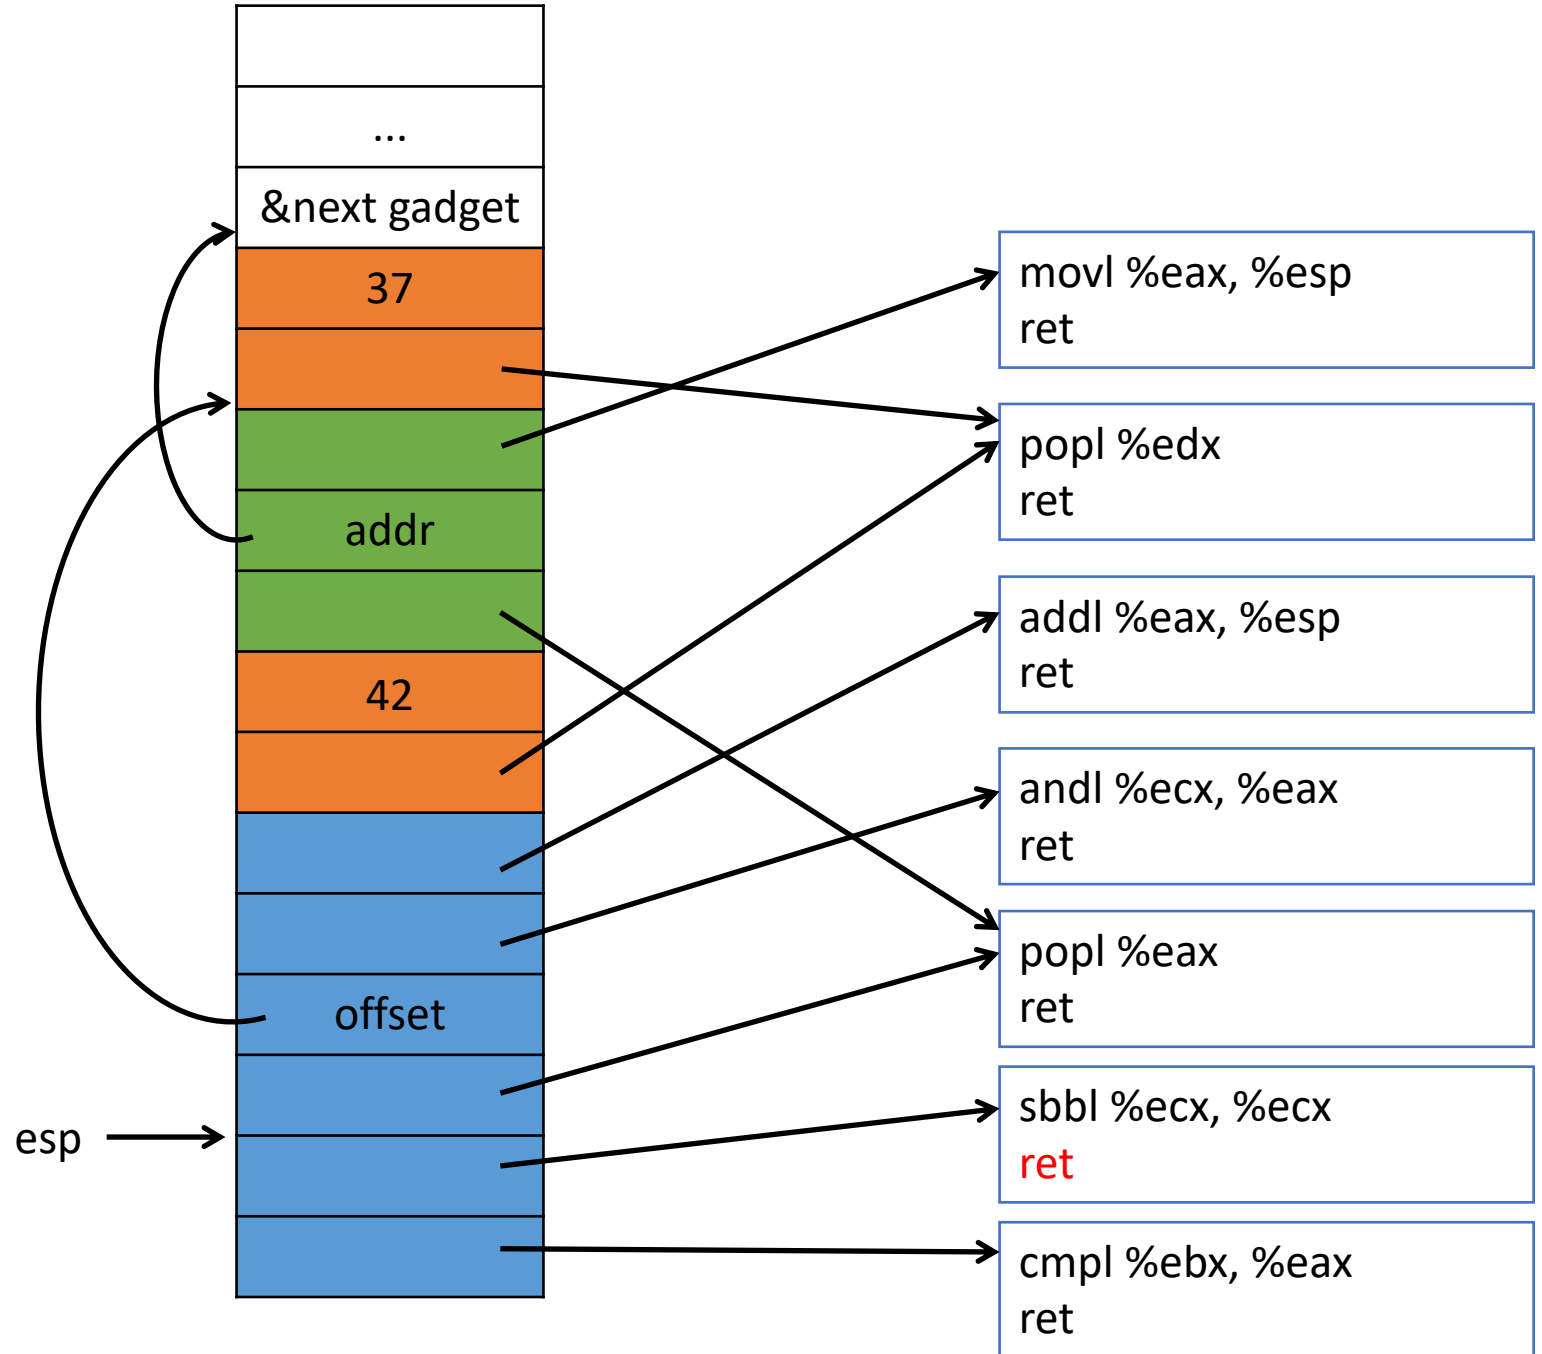 ...
&next gadget
37
addr
42
offset
esp
movl %eax, %esp
ret
popl %edx
ret
addl %eax, %esp
ret
andl %ecx, %eax
ret
popl %eax
ret
sbbl %ecx, %ecx
ret
cmpl %ebx, %eax
ret